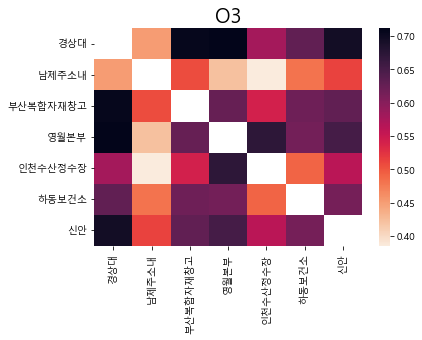 O3
경상대
남제주소내
부산복합자재창고
영월본부
인천수산정수장
하동보건소
신안
경상대
남제주소내
부산복합자재창고
영월본부
인천수산정수장
하동보건소
신안
0.70
0.65
0.60
0.55
0.50
0.45
0.40